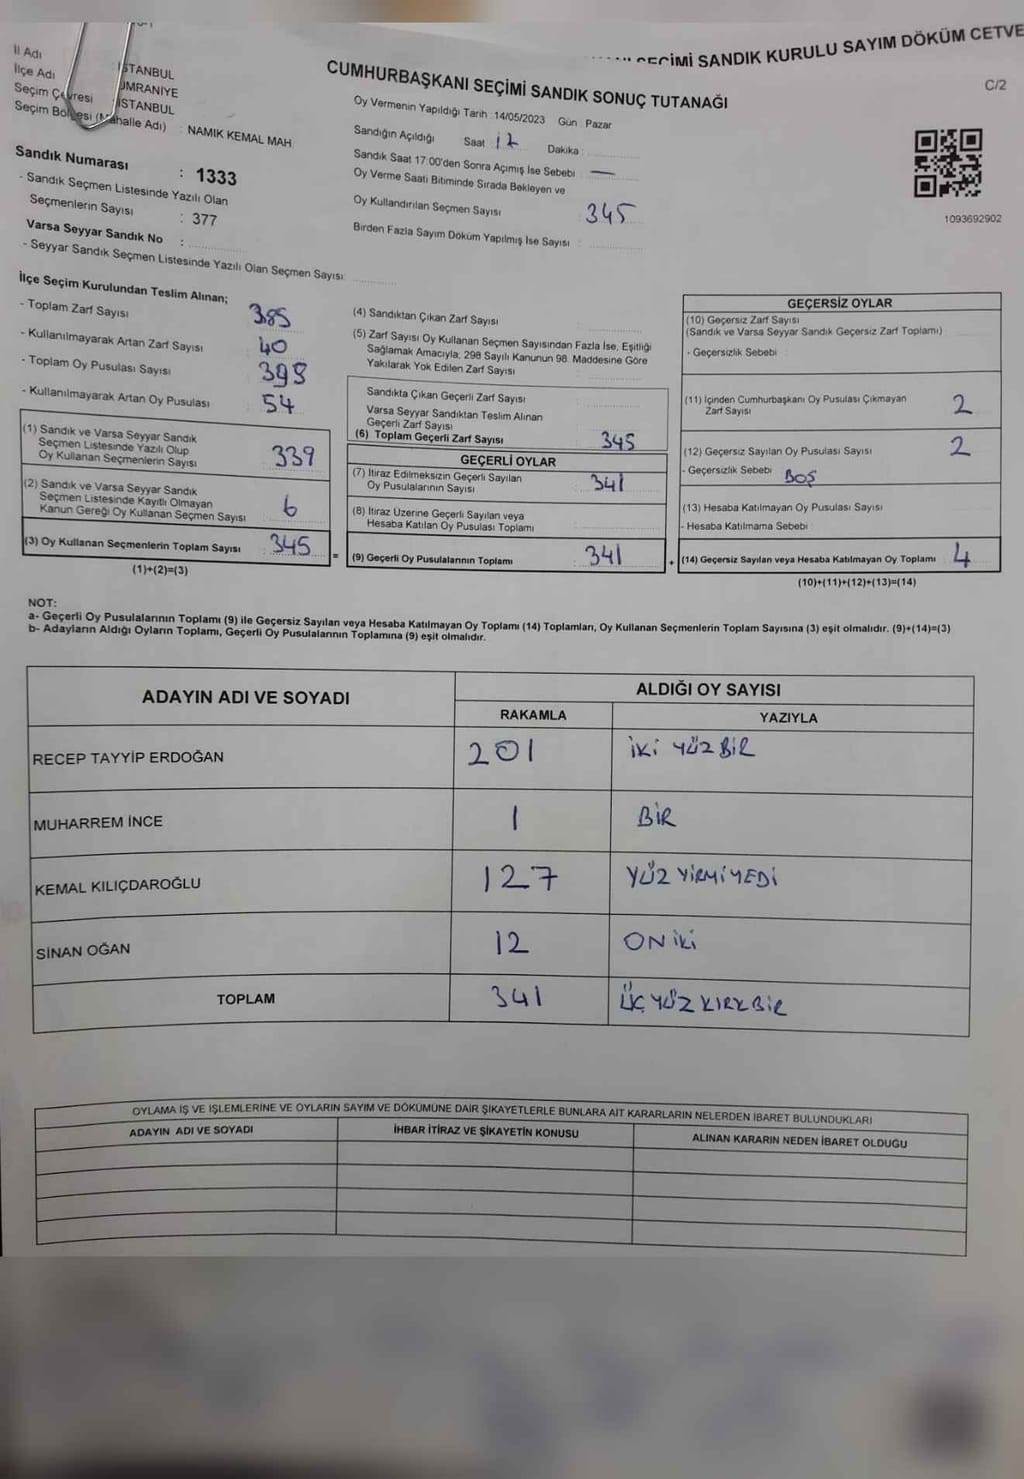 SEÇİMİ SANDIK KURULU SAYIM DÖKÜM CETVE
C/2
İl Adı : İSTANBUL
İlçe Adı ÜMRANİYE
Seçim Çevresi İSTANBUL
Seçim Bölgesi (Mahalle Adı) : NAMIK KEMAL MAH.
Sandık Numarası : 1333
- Sandık Seçmen Listesinde Yazılı Olan
Seçmenlerin Sayısı : 377
Varsa Seyyar Sandık No :
- Seyyar Sandık Seçmen Listesinde Yazılı Olan Seçmen Sayısı:
CUMHURBAŞKANI SEÇİMİ SANDIK SONUÇ TUTANAĞI
Oy Vermenin Yapıldığı Tarih : 14/05/2023 Gün : Pazar
Sandığın Açıldığı Saat 17 Dakika :
Sandık Saat 17:00'den Sonra Açımış İse Sebebi : —
Oy Verme Saati Bitiminde Sırada Bekleyen ve
Oy Kullandırılan Seçmen Sayısı 345
Birden Fazla Sayım Döküm Yapılmış İse Sayısı :
1093692902
İlçe Seçim Kurulundan Teslim Alınan;
- Toplam Zarf Sayısı 385
- Kullanılmayarak Artan Zarf Sayısı 40
- Toplam Oy Pusulası Sayısı
- Kullanılmayarak Artan Oy Pusulası 54
(1) Sandık ve Varsa Seyyar Sandık
Seçmen Listesinde Yazılı Olup
Oy Kullanan Seçmenlerin Sayısı 339
(2) Sandık ve Varsa Seyyar Sandık
Seçmen Listesinde Kayıtlı Olmayan
Kanun Gereği Oy Kullanan Seçmen Sayısı 6
(3) Oy Kullanan Seçmenlerin Toplam Sayısı : 345 =
(1)+(2)=(3)
(4) Sandıktan Çıkan Zarf Sayısı :
(5) Zarf Sayısı Oy Kullanan Seçmen Sayısından Fazla İse, Eşitliği
Sağlamak Amacıyla, 298 Sayılı Kanunun 98. Maddesine Göre
Yakılarak Yok Edilen Zarf Sayısı
Sandıkta Çıkan Geçerli Zarf Sayısı
Varsa Seyyar Sandıktan Teslim Alınan
Geçerli Zarf Sayısı
(6) Toplam Geçerli Zarf Sayısı 345
GEÇERLİ OYLAR
(7) İtiraz Edilmeksizin Geçerli Sayılan
Oy Pusulalarının Sayısı 341
(8) İtiraz Üzerine Geçerli Sayılan veya
Hesaba Katılan Oy Pusulası Toplamı
(9) Geçerli Oy Pusulalarının Toplamı : 341 +
GEÇERSİZ OYLAR
(10) Geçersiz Zarf Sayısı
(Sandık ve Varsa Seyyar Sandık Geçersiz Zarf Toplamı)
- Geçersizlik Sebebi :
(11) İçinden Cumhurbaşkanı Oy Pusulası Çıkmayan
Zarf Sayısı 2
(12) Geçersiz Sayılan Oy Pusulası Sayısı 2
- Geçersizlik Sebebi : BOŞ
(13) Hesaba Katılmayan Oy Pusulası Sayısı
- Hesaba Katılmama Sebebi :
(14) Geçersiz Sayılan veya Hesaba Katılmayan Oy Toplamı 4
(10)+(11)+(12)+(13)=(14)
NOT:
a- Geçerli Oy Pusulalarının Toplamı (9) ile Geçersiz Sayılan veya Hesaba Katılmayan Oy Toplamı (14) Toplamları, Oy Kullanan Seçmenlerin Toplam Sayısına (3) eşit olmalıdır. (9)+(14)=(3)
b- Adayların Aldığı Oyların Toplamı, Geçerli Oy Pusulalarının Toplamına (9) eşit olmalıdır.
ADAYIN ADI VE SOYADI ALDIĞI OY SAYISI
RAKAMLA YAZIYLA
RECEP TAYYİP ERDOĞAN 201 İKİ YÜZ BİR
MUHARREM İNCE 1 BİR
KEMAL KILIÇDAROĞLU 127 YÜZ YİRMİ YEDİ
SİNAN OĞAN 12 ON İKİ
TOPLAM 341 ÜÇ YÜZ KIRK BİR
OYLAMA İŞ VE İŞLEMLERİNE VE OYLARIN SAYIM VE DÖKÜMÜNE DAİR ŞİKAYETLERLE BUNLARA AİT KARARLARIN NELERDEN İBARET BULUNDUKLARI
ADAYIN ADI VE SOYADI İHBAR İTİRAZ VE ŞİKAYETİN KONUSU ALINAN KARARIN NEDEN İBARET OLDUĞU